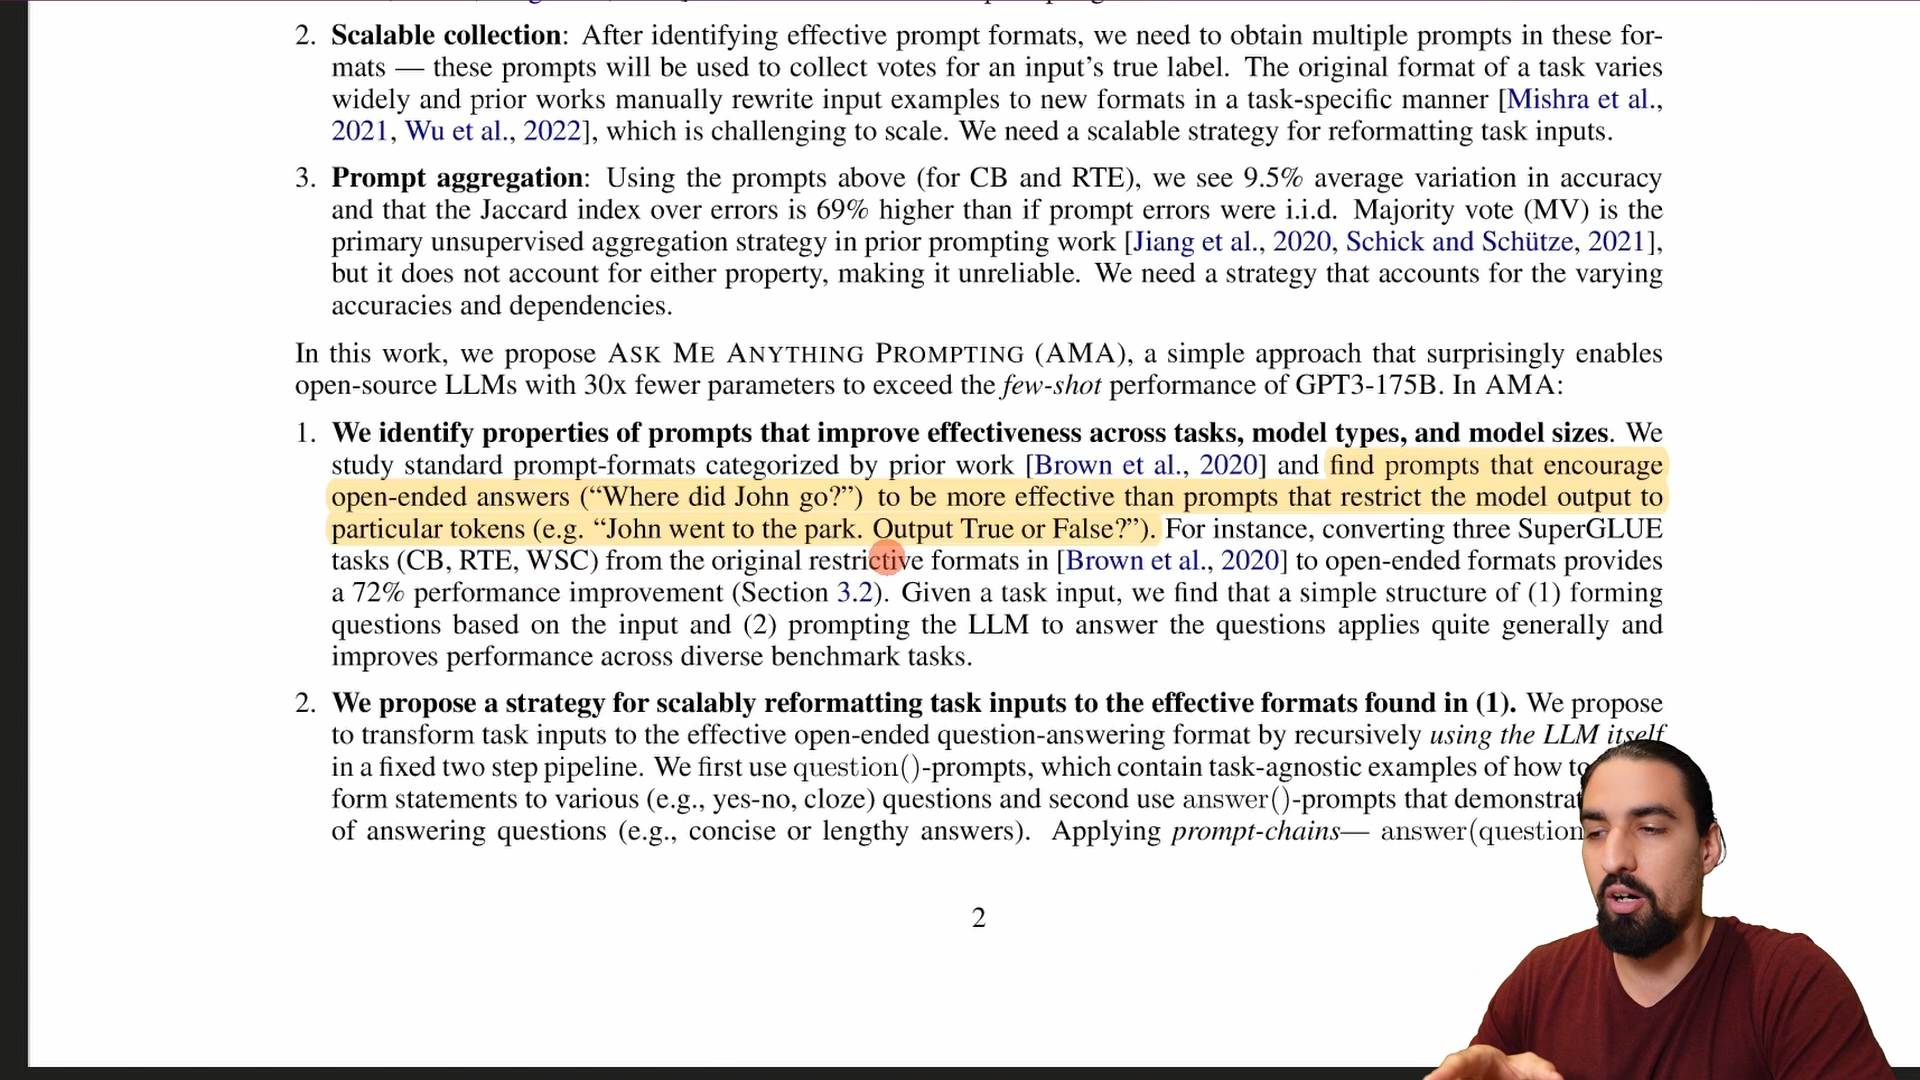 2. Scalable collection: After identifying effective prompt formats, we need to obtain multiple prompts in these for-
mats — these prompts will be used to collect votes for an input’s true label. The original format of a task varies
widely and prior works manually rewrite input examples to new formats in a task-specific manner [Mishra et al.,
2021, Wu et al., 2022], which is challenging to scale. We need a scalable strategy for reformatting task inputs.
3. Prompt aggregation: Using the prompts above (for CB and RTE), we see 9.5% average variation in accuracy
and that the Jaccard index over errors is 69% higher than if prompt errors were i.i.d. Majority vote (MV) is the
primary unsupervised aggregation strategy in prior prompting work [Jiang et al., 2020, Schick and Schütze, 2021],
but it does not account for either property, making it unreliable. We need a strategy that accounts for the varying
accuracies and dependencies.
In this work, we propose ASK ME ANYTHING PROMPTING (AMA), a simple approach that surprisingly enables
open-source LLMs with 30x fewer parameters to exceed the few-shot performance of GPT3-175B. In AMA:
1. We identify properties of prompts that improve effectiveness across tasks, model types, and model sizes. We
study standard prompt-formats categorized by prior work [Brown et al., 2020] and find prompts that encourage
open-ended answers (“Where did John go?”) to be more effective than prompts that restrict the model output to
particular tokens (e.g. “John went to the park. Output True or False?”). For instance, converting three SuperGLUE
tasks (CB, RTE, WSC) from the original restrictive formats in [Brown et al., 2020] to open-ended formats provides
a 72% performance improvement (Section 3.2). Given a task input, we find that a simple structure of (1) forming
questions based on the input and (2) prompting the LLM to answer the questions applies quite generally and
improves performance across diverse benchmark tasks.
2. We propose a strategy for scalably reformatting task inputs to the effective formats found in (1). We propose
to transform task inputs to the effective open-ended question-answering format by recursively using the LLM itself
in a fixed two step pipeline. We first use question()-prompts, which contain task-agnostic examples of how to
form statements to various (e.g., yes-no, cloze) questions and second use answer()-prompts that demonstrat
of answering questions (e.g., concise or lengthy answers). Applying prompt-chains— answer(question
2